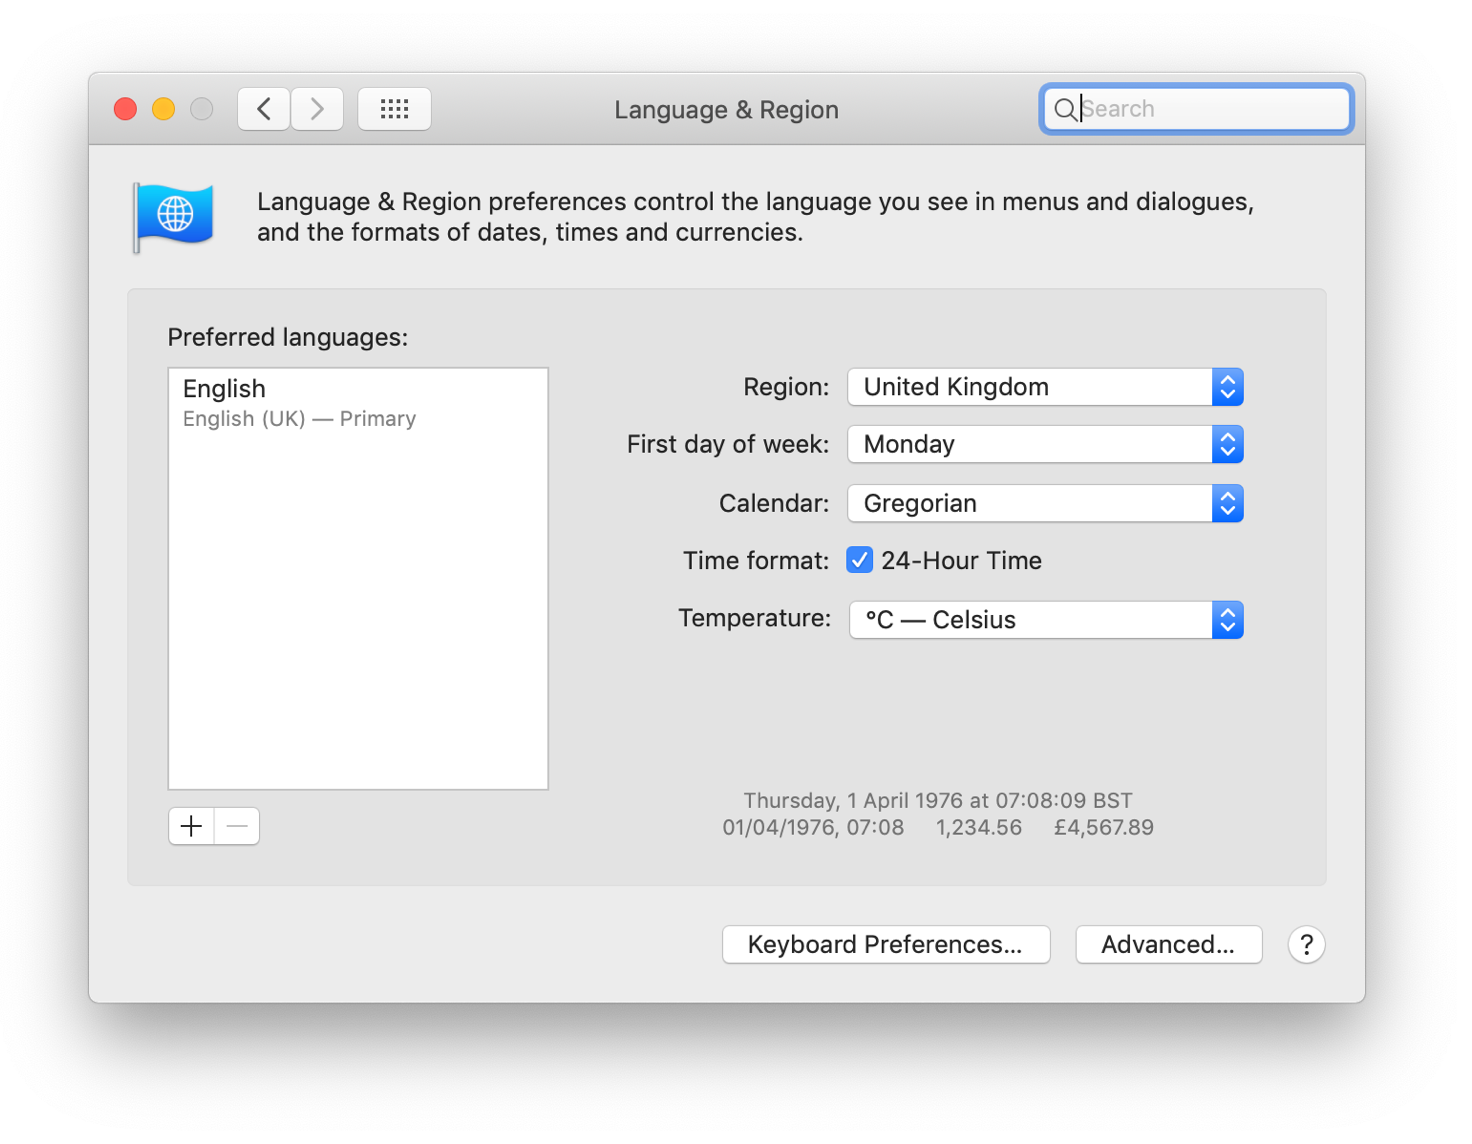 Language & Region
Search
Language & Region preferences control the language you see in menus and dialogues,
and the formats of dates, times and currencies.
Preferred languages:
English
English (UK) — Primary
Region: United Kingdom
First day of week: Monday
Calendar: Gregorian
Time format: 24-Hour Time
Temperature: °C — Celsius
Thursday, 1 April 1976 at 07:08:09 BST
01/04/1976, 07:08 1,234.56 £4,567.89
Keyboard Preferences... Advanced... ?